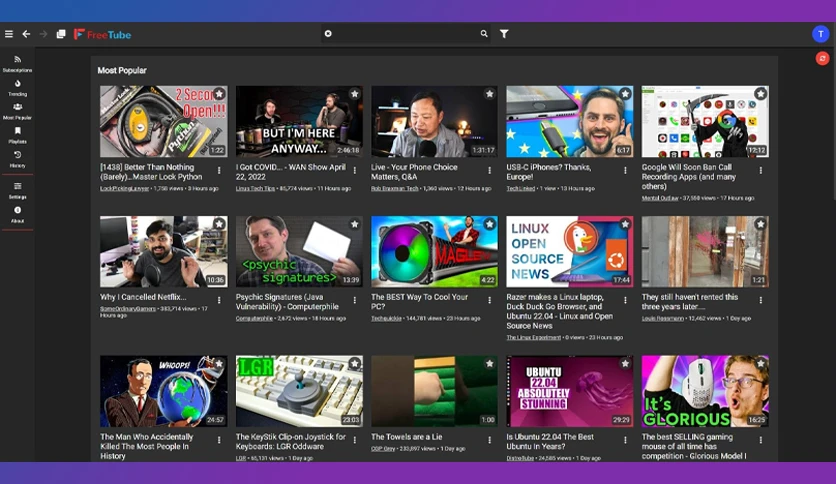 FreeTube
T
Subscriptions
Trending
Most Popular
Playlists
History
Settings
About
Most Popular
2 Second
Open!!!
Python
1:22
[1438] Better Than Nothing
(Barely)...Master Lock Python
LockPickingLawyer • 1,758 views • 3 Hours ago
BUT I'M HERE
ANYWAY...
2:46:18
I Got COVID... - WAN Show April
22, 2022
Linus Tech Tips • 85,724 views • 11 Hours ago
1:31:17
Live - Your Phone Choice
Matters, Q&A
Rob Braxman Tech • 1,360 views • 12 Hours ago
6:17
USB-C iPhones? Thanks,
Europe!
TechLinked • 1 view • 13 Hours ago
12:12
Google Will Soon Ban Call
Recording Apps (and many
others)
Mental Outlaw • 37,558 views • 17 Hours ago
10:36
Why I Cancelled Netflix...
SomeOrdinaryGamers • 383,714 views • 17
Hours ago
<psychic
signatures>
13:39
Psychic Signatures (Java
Vulnerability) - Computerphile
Computerphile • 2,672 views • 18 Hours ago
4:22
The BEST Way To Cool Your
PC?
Techquickie • 144,781 views • 23 Hours ago
LINUX
OPEN
SOURCE
NEWS
17:44
Razer makes a Linux laptop,
Duck Duck Go Browser, and
Ubuntu 22.04 - Linux and Open
Source News
The Linux Experiment • 0 views • 23 Hours ago
1:21
They still haven't rented this
three years later....
Louis Rossmann • 12,462 views • 1 Day ago
WHOOPS!
24:57
The Man Who Accidentally
Killed The Most People In
History
LGR
23:03
The KeyStik Clip-on Joystick for
Keyboards: LGR Oddware
LGR • 65,131 views • 1 Day ago
1:00
The Towels are a Lie
CGP Grey • 233,897 views • 1 Day ago
UBUNTU
22.04
ABSOLUTELY
STUNNING
29:29
Is Ubuntu 22.04 The Best
Ubuntu In Years?
DistroTube • 24,585 views • 1 Day ago
It's
GLORIOUS
16:25
The best SELLING gaming
mouse of all time has
competition - Glorious Model I